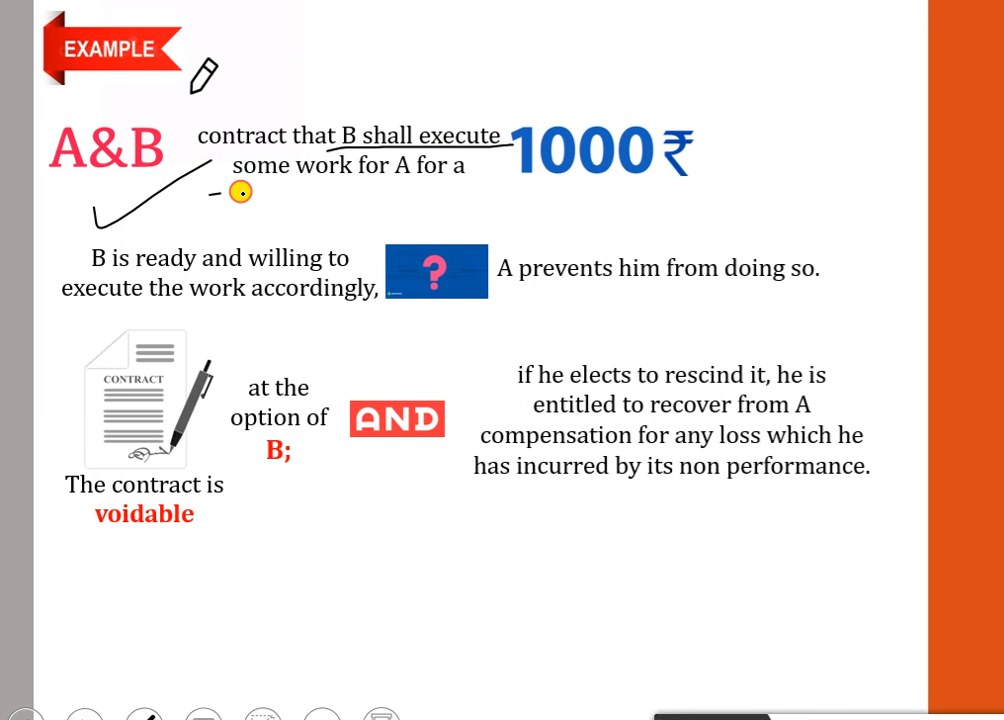 EXAMPLE
A&B
contract that B shall execute
some work for A for a
1000 ₹
B is ready and willing to
execute the work accordingly,
?
A prevents him from doing so.
CONTRACT
The contract is
voidable
at the
option of
B;
AND
if he elects to rescind it, he is
entitled to recover from A
compensation for any loss which he
has incurred by its non performance.